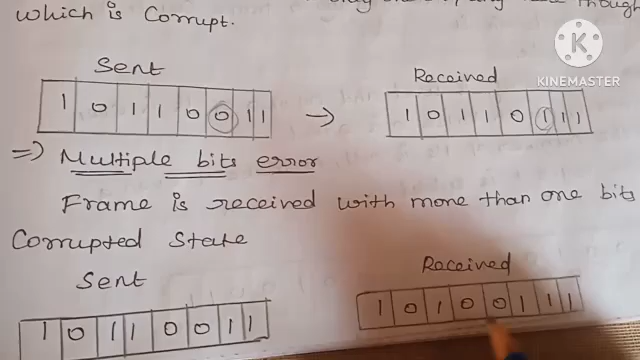 which is Corrupt.
KINEMASTER
Sent
Received
1 0 1 1 0 0 1 1
→
1 0 1 1 0 1 1 1
=> Multiple bits error
Frame is received with more than one bits
Corrupted State
Sent
Received
1 0 1 1 0 0 1 1
1 0 1 0 0 1 1 1